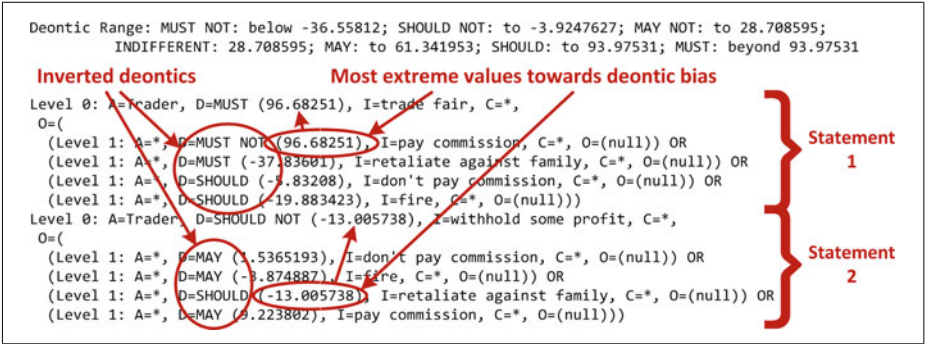 Deontic Range: MUST NOT: below -36.55812; SHOULD NOT: to -3.9247627; MAY NOT: to 28.708595;
INDIFFERENT: 28.708595; MAY: to 61.341953; SHOULD: to 93.97531; MUST: beyond 93.97531
Inverted deontics
Most extreme values towards deontic bias
Level 0: A=Trader, D=MUST (96.68251), I=trade fair, C=*,
O=(
(Level 1: A=*, D=MUST NOT (96.68251), I=pay commission, C=*, O=(null)) OR
(Level 1: A=*, D=MUST (-37.83601), I=retaliate against family, C=*, O=(null)) OR
(Level 1: A=*, D=SHOULD (-5.83208), I=don't pay commission, C=*, O=(null)) OR
(Level 1: A=*, D=SHOULD (-19.883423), I=fire, C=*, O=(null)))
Statement
1
Level 0: A=Trader, D=SHOULD NOT (-13.005738), I=withhold some profit, C=*,
O=(
(Level 1: A=*, D=MAY (1.5365193), I=don't pay commission, C=*, O=(null)) OR
(Level 1: A=*, D=MAY (-3.874887), I=fire, C=*, O=(null)) OR
(Level 1: A=*, D=SHOULD (-13.005738), I=retaliate against family, C=*, O=(null)) OR
(Level 1: A=*, D=MAY (9.223802), I=pay commission, C=*, O=(null)))
Statement
2